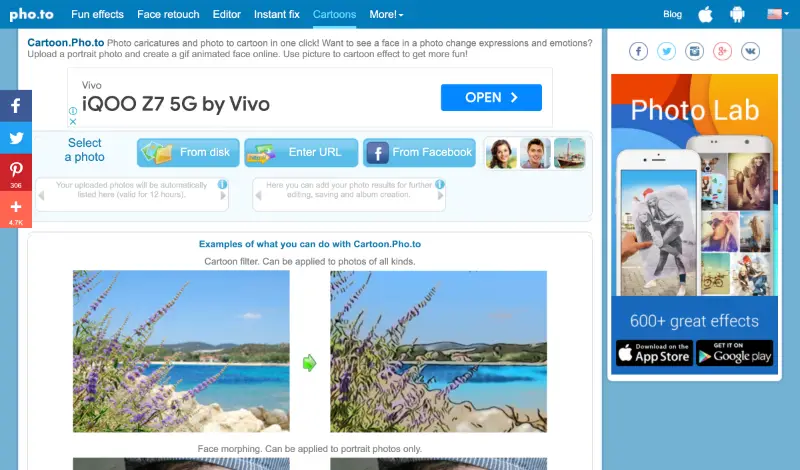 pho.to Fun effects Face retouch Editor Instant fix Cartoons More! Blog
Cartoon.Pho.to Photo caricatures and photo to cartoon in one click! Want to see a face in a photo change expressions and emotions?
Upload a portrait photo and create a gif animated face online. Use picture to cartoon effect to get more fun!
Vivo
iQOO Z7 5G by Vivo
OPEN
Select
a photo
From disk
Enter URL
From Facebook
Your uploaded photos will be automatically
listed here (valid for 12 hours).
Here you can add your photo results for further
editing, saving and album creation.
306
4.7K
Examples of what you can do with Cartoon.Pho.to
Cartoon filter. Can be applied to photos of all kinds.
Face morphing. Can be applied to portrait photos only.
Photo Lab
600+ great effects
Download on the
App Store
GET IT ON
Google play